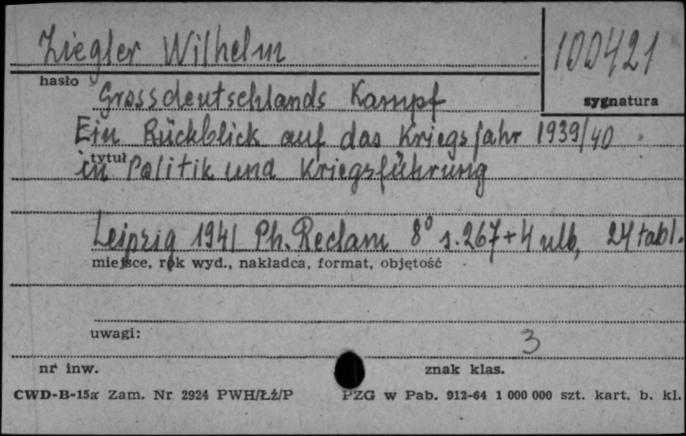 Ziegler Wilhelm
100421
hasło
sygnatura
Grossdeutschlands Kampf
Ein Rückblick auf das Kriegsjahr 1939/40
tytuł
in Politik und Kriegsführung
Leipzig 1941 Ph. Reclam 8° s. 267+4 nlb, 24 tabl.
miejsce, rok wyd., nakładca, format, objętość
uwagi:
3
nr inw.
znak klas.
CWD-B-15a Zam. Nr 2924 PWH/Łż/P
PZG w Pab. 912-64 1 000 000 szt. kart. b. kl.